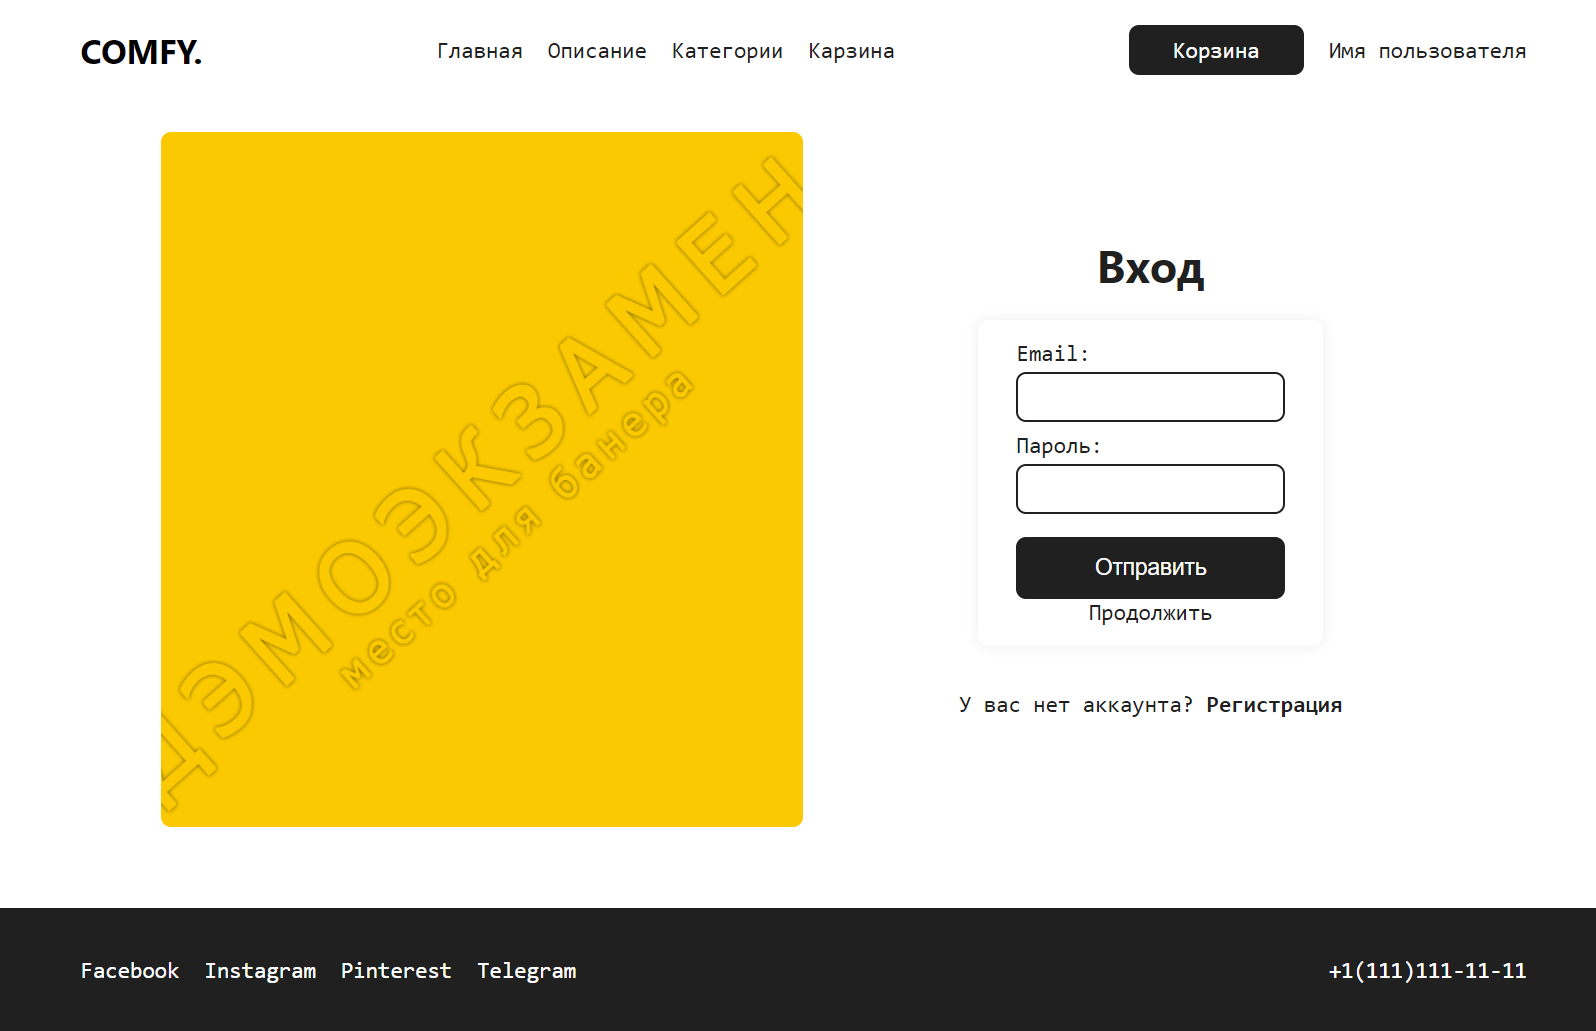 COMFY.
Главная Описание Категории Карзина
Корзина Имя пользователя
ДЭМОЭКЗАМЕН
место для банера
Вход
Email:
Пароль:
Отправить
Продолжить
У вас нет аккаунта? Регистрация
Facebook Instagram Pinterest Telegram
+1(111)111-11-11